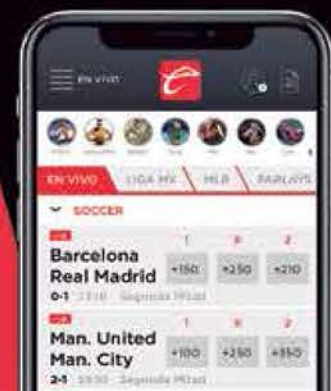 EN VIVO
EN VIVO LIGA MX MLB PARLAYS
SOCCER
1 X 2
Barcelona
Real Madrid +150 +250 +210
0-1 Segunda Mitad
1 X 2
Man. United
Man. City +100 +250 +350
2-1 Segunda Mitad